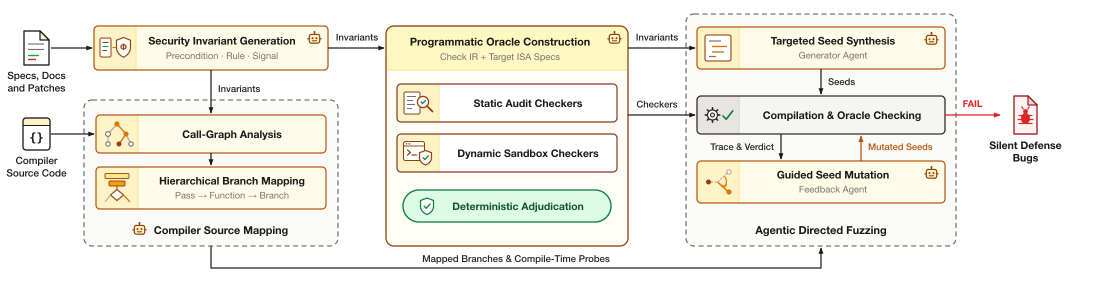 Specs, Docs
and Patches
Security Invariant Generation
Precondition · Rule · Signal
Invariants
Invariants
Compiler
Source Code
{}
Call-Graph Analysis
Hierarchical Branch Mapping
Pass → Function → Branch
Compiler Source Mapping
Programmatic Oracle Construction
Check IR + Target ISA Specs
Static Audit Checkers
Dynamic Sandbox Checkers
Deterministic Adjudication
Invariants
Checkers
Targeted Seed Synthesis
Generator Agent
Seeds
Compilation & Oracle Checking
Trace & Verdict
Mutated Seeds
Guided Seed Mutation
Feedback Agent
Agentic Directed Fuzzing
FAIL
Silent Defense
Bugs
Mapped Branches & Compile-Time Probes